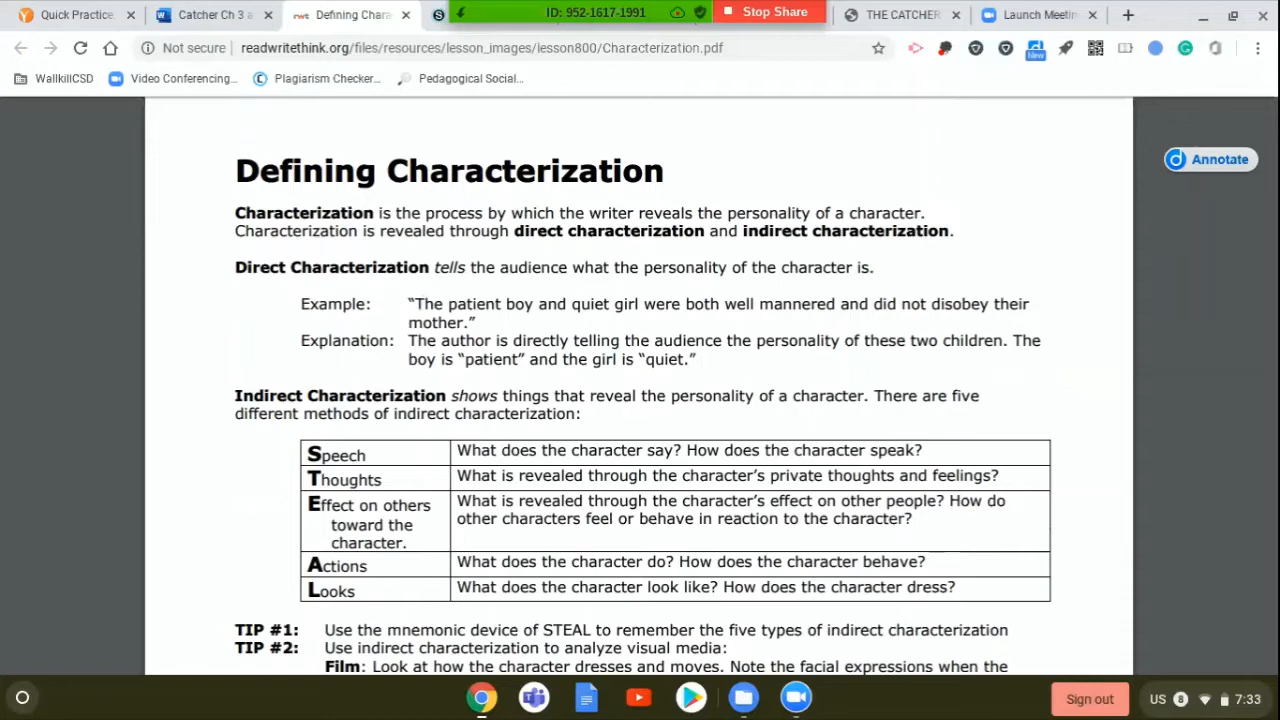 Quick Practice,
Catcher Ch 3 a
Defining Chara
ID: 952-1617-1991
Stop Share
THE CATCHER
Launch Meetin
Not secure
readwritethink.org/files/resources/lesson_images/lesson800/Characterization.pdf
New
WallkillCSD
Video Conferencing...
Plagiarism Checker...
Pedagogical Social...
Annotate
Defining Characterization
Characterization is the process by which the writer reveals the personality of a character.
Characterization is revealed through direct characterization and indirect characterization.
Direct Characterization tells the audience what the personality of the character is.
Example: “The patient boy and quiet girl were both well mannered and did not disobey their
mother.”
Explanation: The author is directly telling the audience the personality of these two children. The
boy is “patient” and the girl is “quiet.”
Indirect Characterization shows things that reveal the personality of a character. There are five
different methods of indirect characterization:
Speech What does the character say? How does the character speak?
Thoughts What is revealed through the character’s private thoughts and feelings?
Effect on others What is revealed through the character’s effect on other people? How do
toward the other characters feel or behave in reaction to the character?
character.
Actions What does the character do? How does the character behave?
Looks What does the character look like? How does the character dress?
TIP #1: Use the mnemonic device of STEAL to remember the five types of indirect characterization
TIP #2: Use indirect characterization to analyze visual media:
Film: Look at how the character dresses and moves. Note the facial expressions when the
Sign out
US 8 7:33